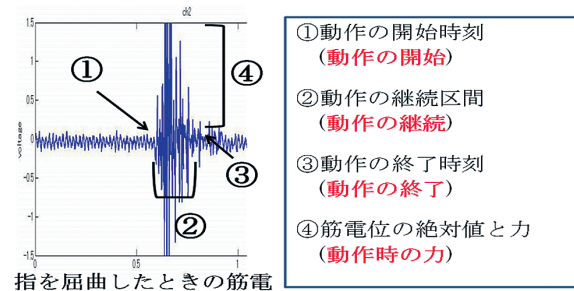 ch2
1.5
1
0.5
0
-0.5
-1
-1.5
voltage
0
0.5
1
①
②
③
④
指を屈曲したときの筋電
①動作の開始時刻
(動作の開始)
②動作の継続区間
(動作の継続)
③動作の終了時刻
(動作の終了)
④筋電位の絶対値と力
(動作時の力)